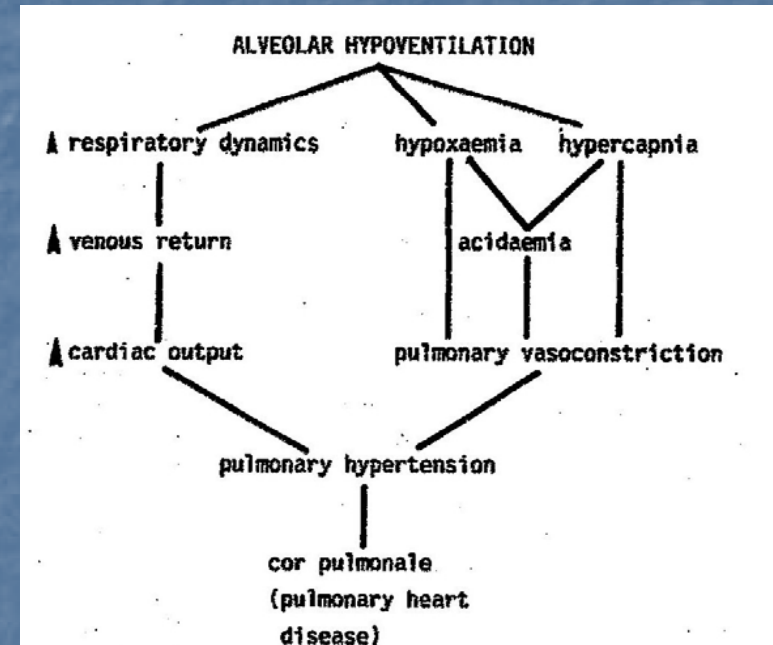 ALVEOLAR HYPOVENTILATION
▲ respiratory dynamics hypoxaemia hypercapnia
▲ venous return acidaemia
▲ cardiac output pulmonary vasoconstriction
pulmonary hypertension
cor pulmonale
(pulmonary heart
disease)